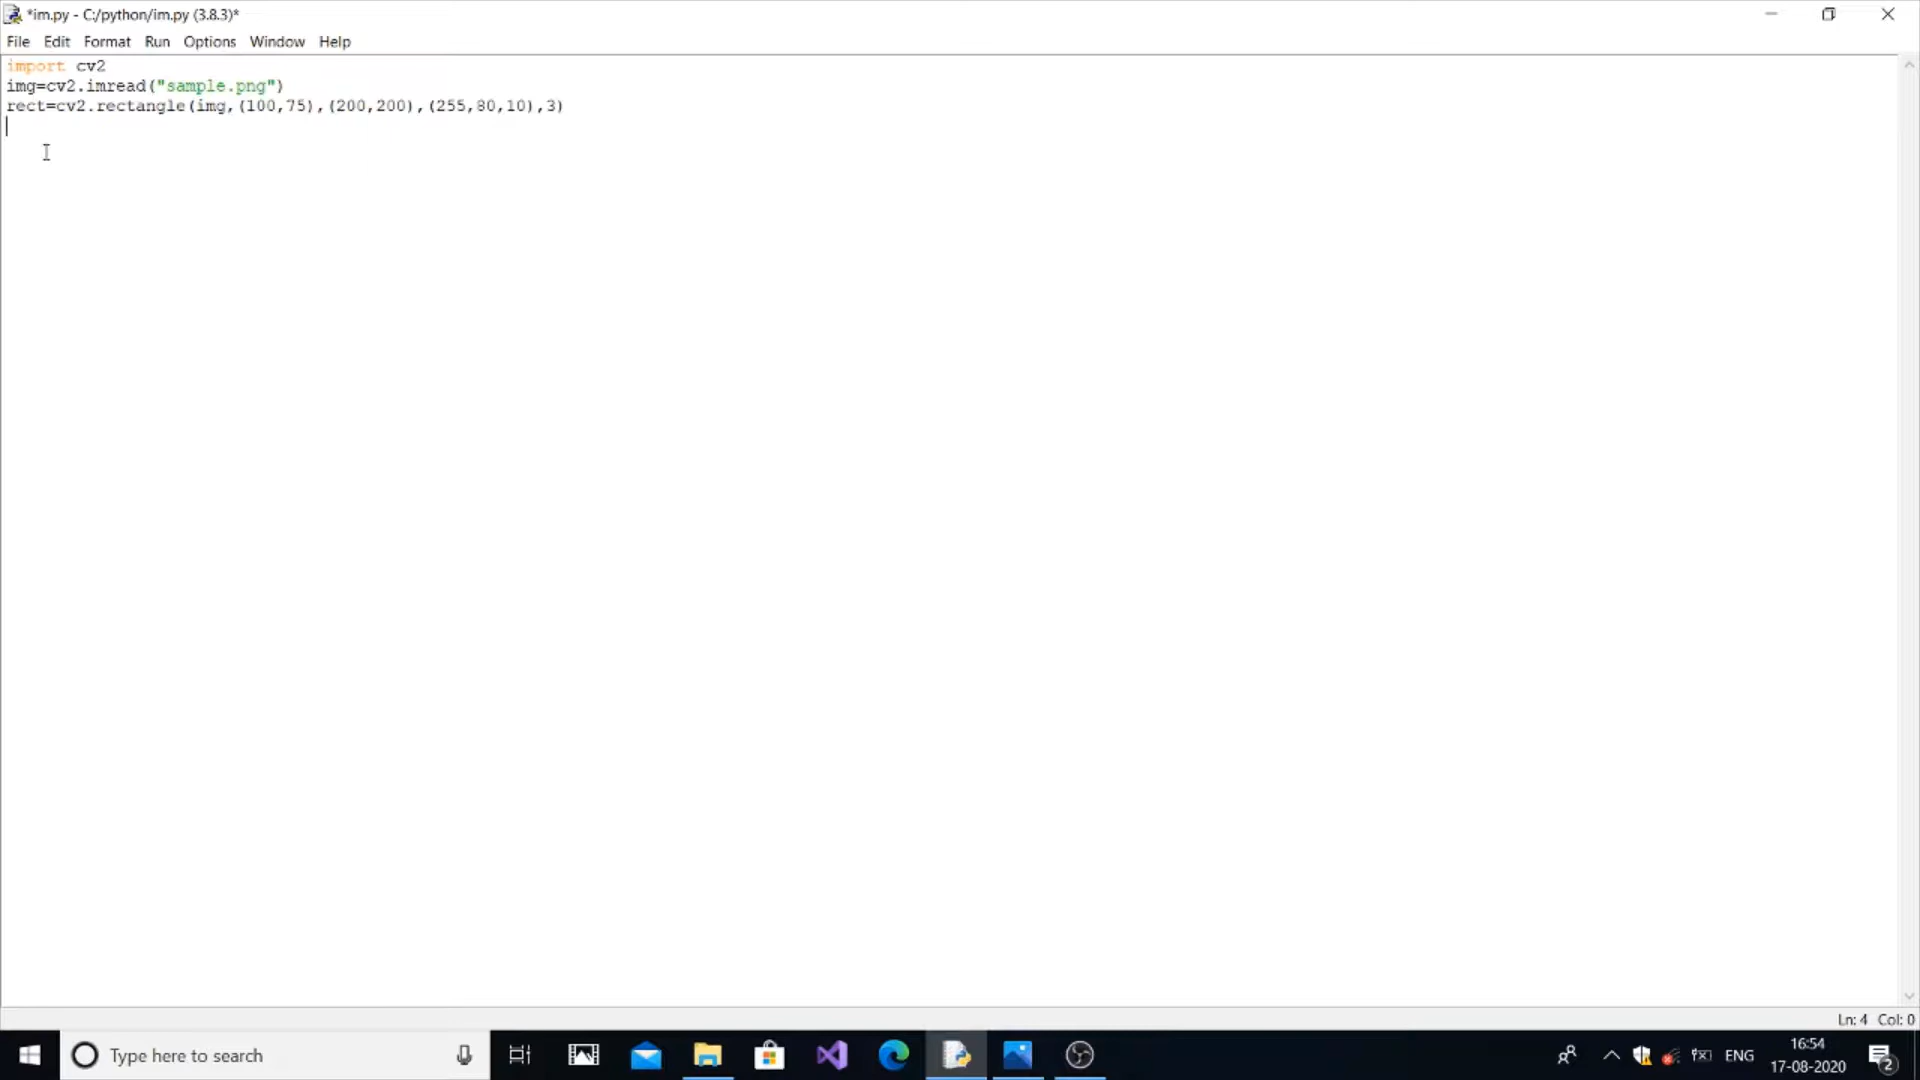 *im.py - C:/python/im.py (3.8.3)*
File Edit Format Run Options Window Help
import cv2
img=cv2.imread("sample.png")
rect=cv2.rectangle(img,(100,75),(200,200),(255,80,10),3)
Ln: 4 Col: 0
Type here to search
ENG
16:54
17-08-2020
2